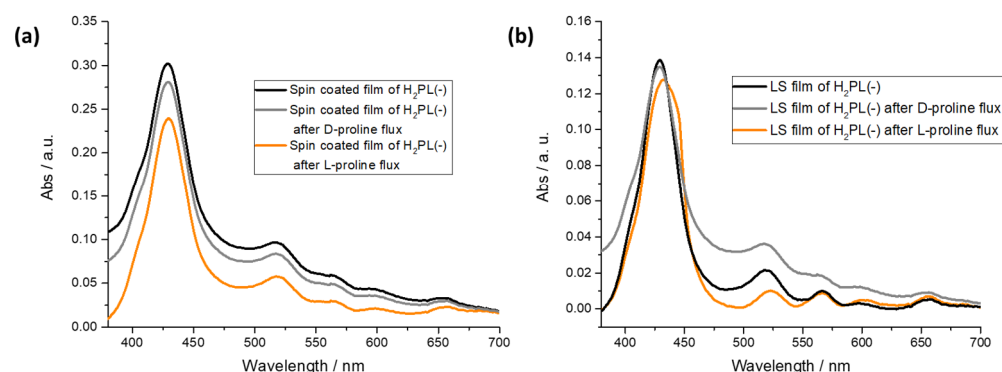 (a)
0.35
0.30
0.25
0.20
0.15
0.10
0.05
0.00
Abs / a.u.
400 450 500 550 600 650 700
Wavelength / nm
Spin coated film of H₂PL(-)
Spin coated film of H₂PL(-)
after D-proline flux
Spin coated film of H₂PL(-)
after L-proline flux
(b)
0.16
0.14
0.12
0.10
0.08
0.06
0.04
0.02
0.00
Abs / a. u.
400 450 500 550 600 650 700
Wavelength / nm
LS film of H₂PL(-)
LS film of H₂PL(-) after D-proline flux
LS film of H₂PL(-) after L-proline flux